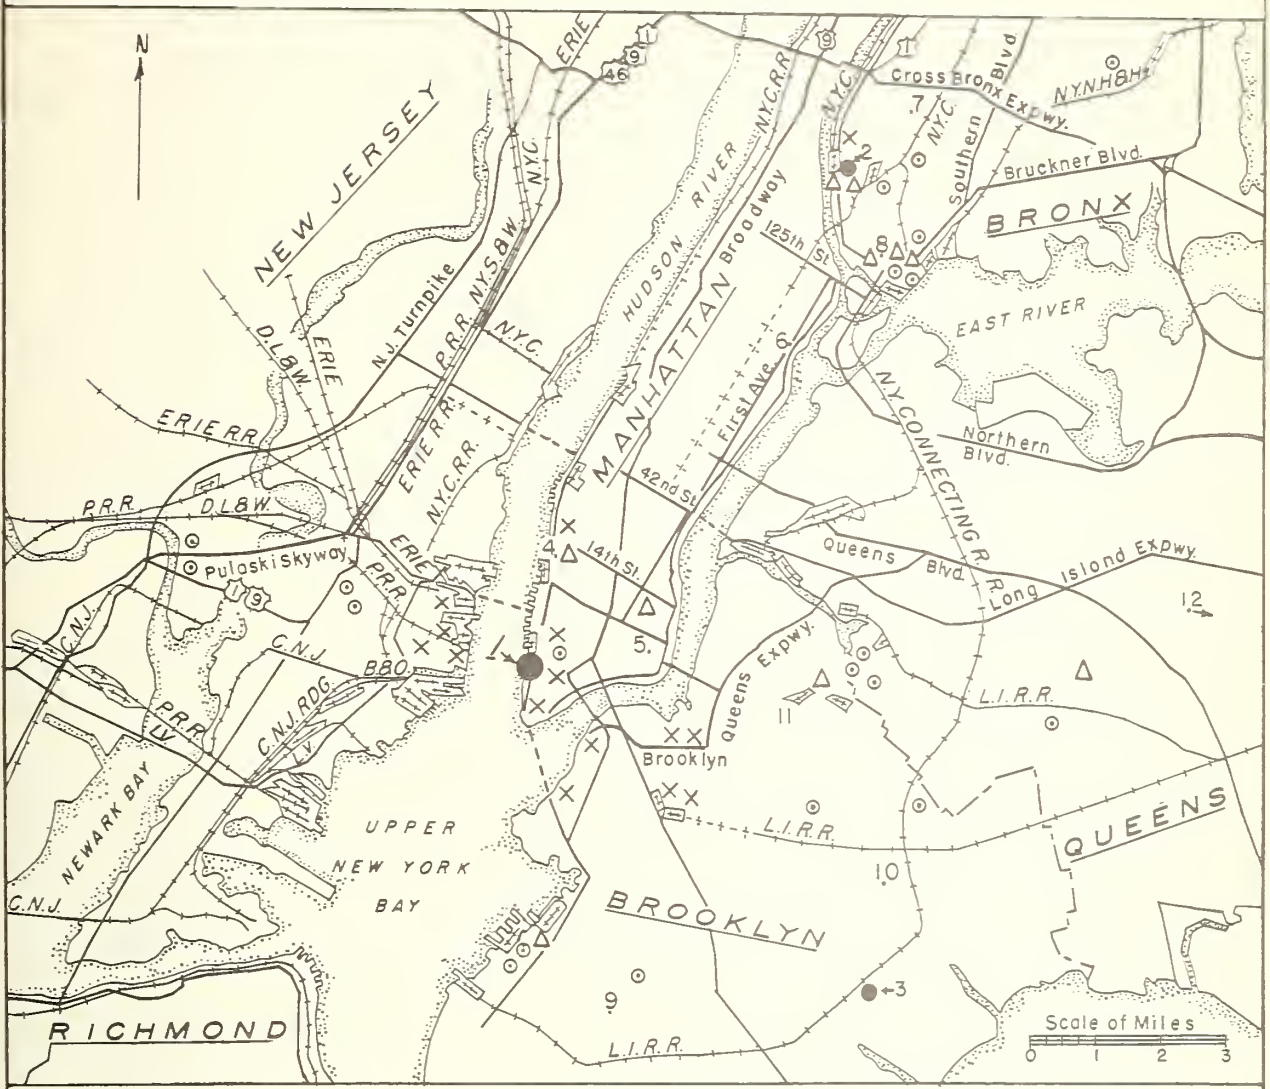 N
NEW JERSEY
ERIE
1
9
46
N.Y.C.
N.Y.S.&W.
P.R.R.
N.J. Turnpike
HUDSON RIVER
N.Y.C.R.R.
9
N.Y.C.
1
Cross Bronx Expwy.
.7
N.Y.C.
Southern Blvd.
N.Y.N.H&H
2
Bruckner Blvd.
BRONX
Broadway
125th St
8
EAST RIVER
MANHATTAN
6
First Ave.
N.Y.C.
D.L&W.
ERIE
ERIE R.R.
ERIE R.R.
N.Y.C.R.R.
N.Y. CONNECTING R.R.
Northern
Blvd.
42nd St.
P.R.R.
D.L&W.
Pulaski Skyway
1
9
ERIE
P.R.R.
4
14th St.
Queens Blvd.
Long Island Expwy.
12
C.N.J.
C.N.J.
B&O.
1
5.
Queens Expwy.
11
L.I.R.R.
P.R.R.
LV
C.N.J. RDG.
L.V.
Brooklyn
NEWARK BAY
UPPER
NEW YORK
BAY
L.I.R.R.
QUEENS
10
C.N.J.
BROOKLYN
9
3
RICHMOND
L.I.R.R.
Scale of Miles
0 1 2 3